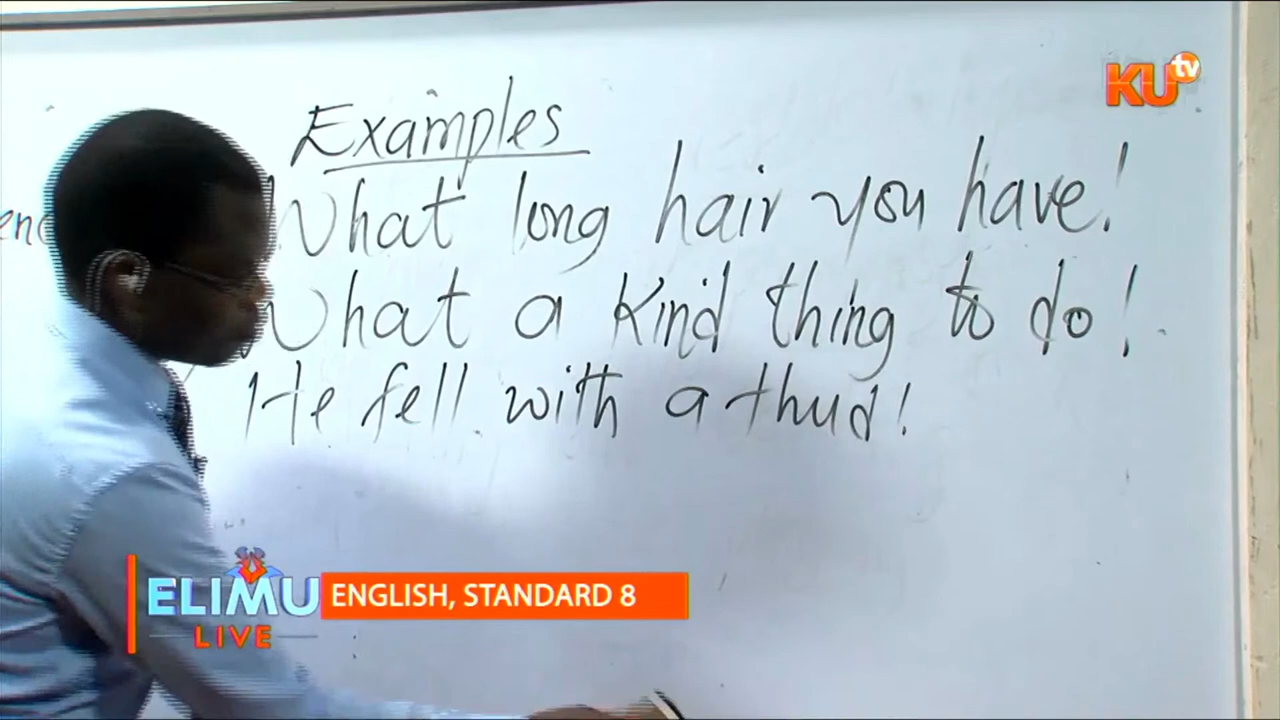 KU tv
Examples
What long hair you have!
What a Kind thing to do!
He fell with a thud!
ELIMU
LIVE
ENGLISH, STANDARD 8